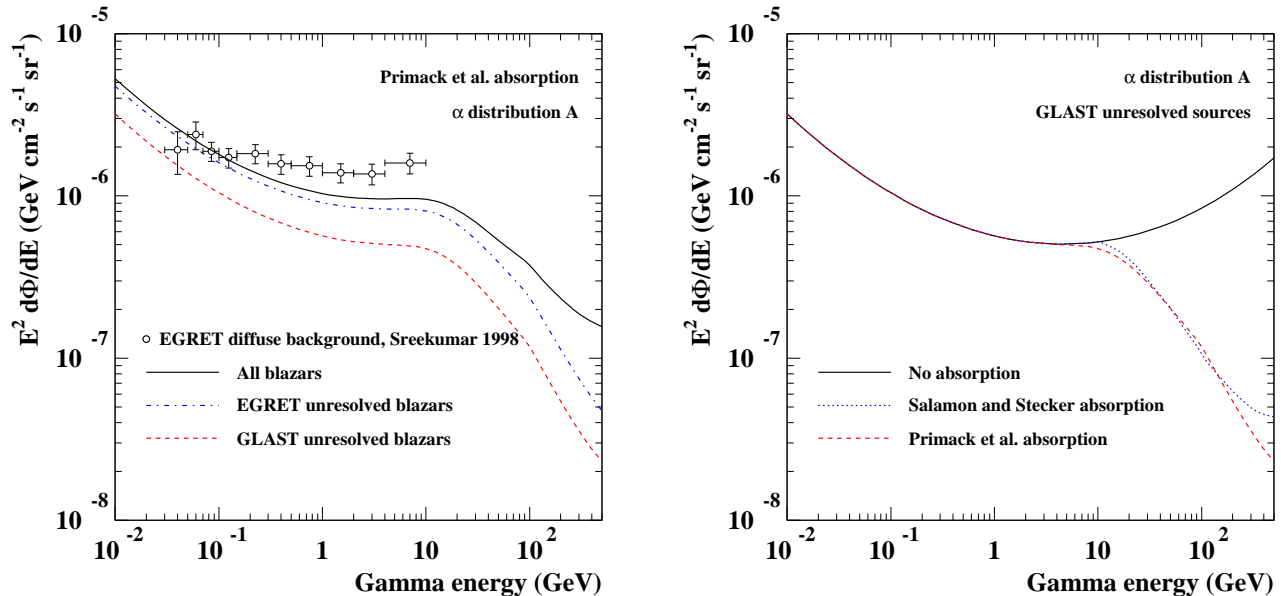 E² dΦ/dE (GeV cm⁻² s⁻¹ sr⁻¹)
10⁻⁵
10⁻⁶
10⁻⁷
10⁻⁸
Primack et al. absorption
α distribution A
EGRET diffuse background, Sreekumar 1998
All blazars
EGRET unresolved blazars
GLAST unresolved blazars
10⁻² 10⁻¹ 1 10 10²
Gamma energy (GeV)
E² dΦ/dE (GeV cm⁻² s⁻¹ sr⁻¹)
10⁻⁵
10⁻⁶
10⁻⁷
10⁻⁸
α distribution A
GLAST unresolved sources
No absorption
Salamon and Stecker absorption
Primack et al. absorption
10⁻² 10⁻¹ 1 10 10²
Gamma energy (GeV)